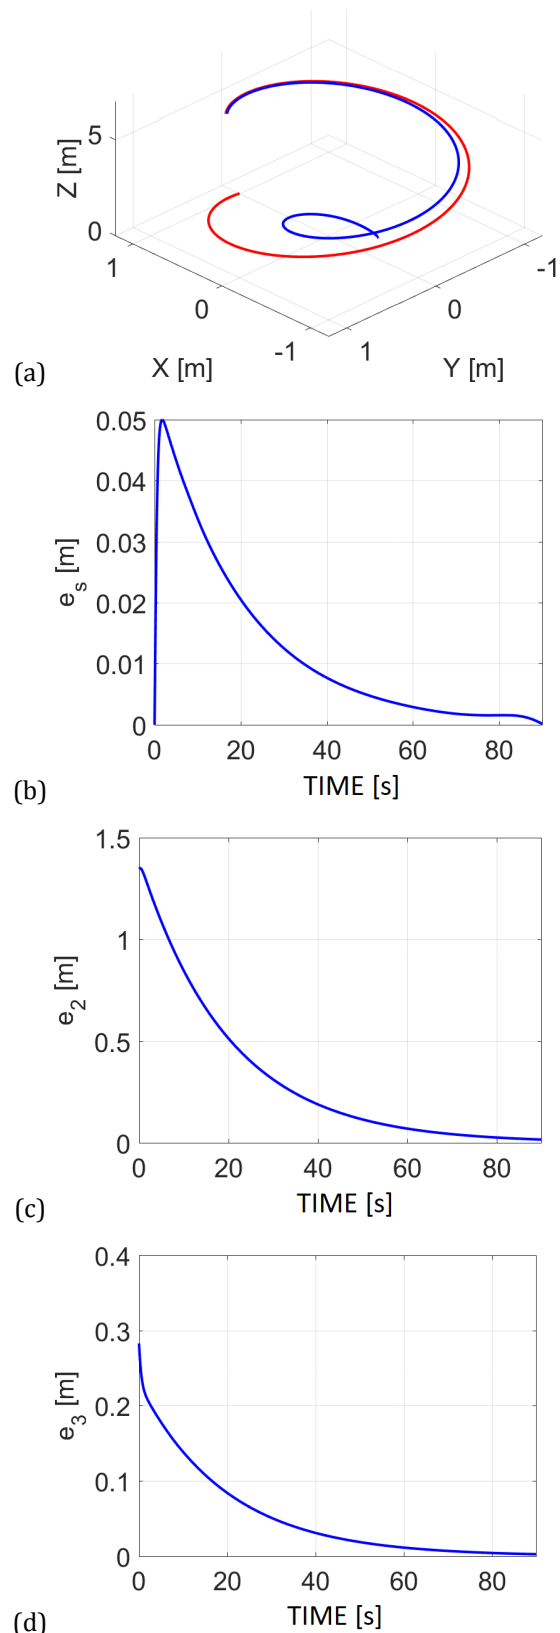 5
Z [m]
0
1
0
-1
X [m]
1
0
-1
Y [m]
(a)
0.05
0.04
0.03
0.02
0.01
0
e_s [m]
0 20 40 60 80
TIME [s]
(b)
1.5
1
0.5
0
e_2 [m]
0 20 40 60 80
TIME [s]
(c)
0.4
0.3
0.2
0.1
0
e_3 [m]
0 20 40 60 80
TIME [s]
(d)